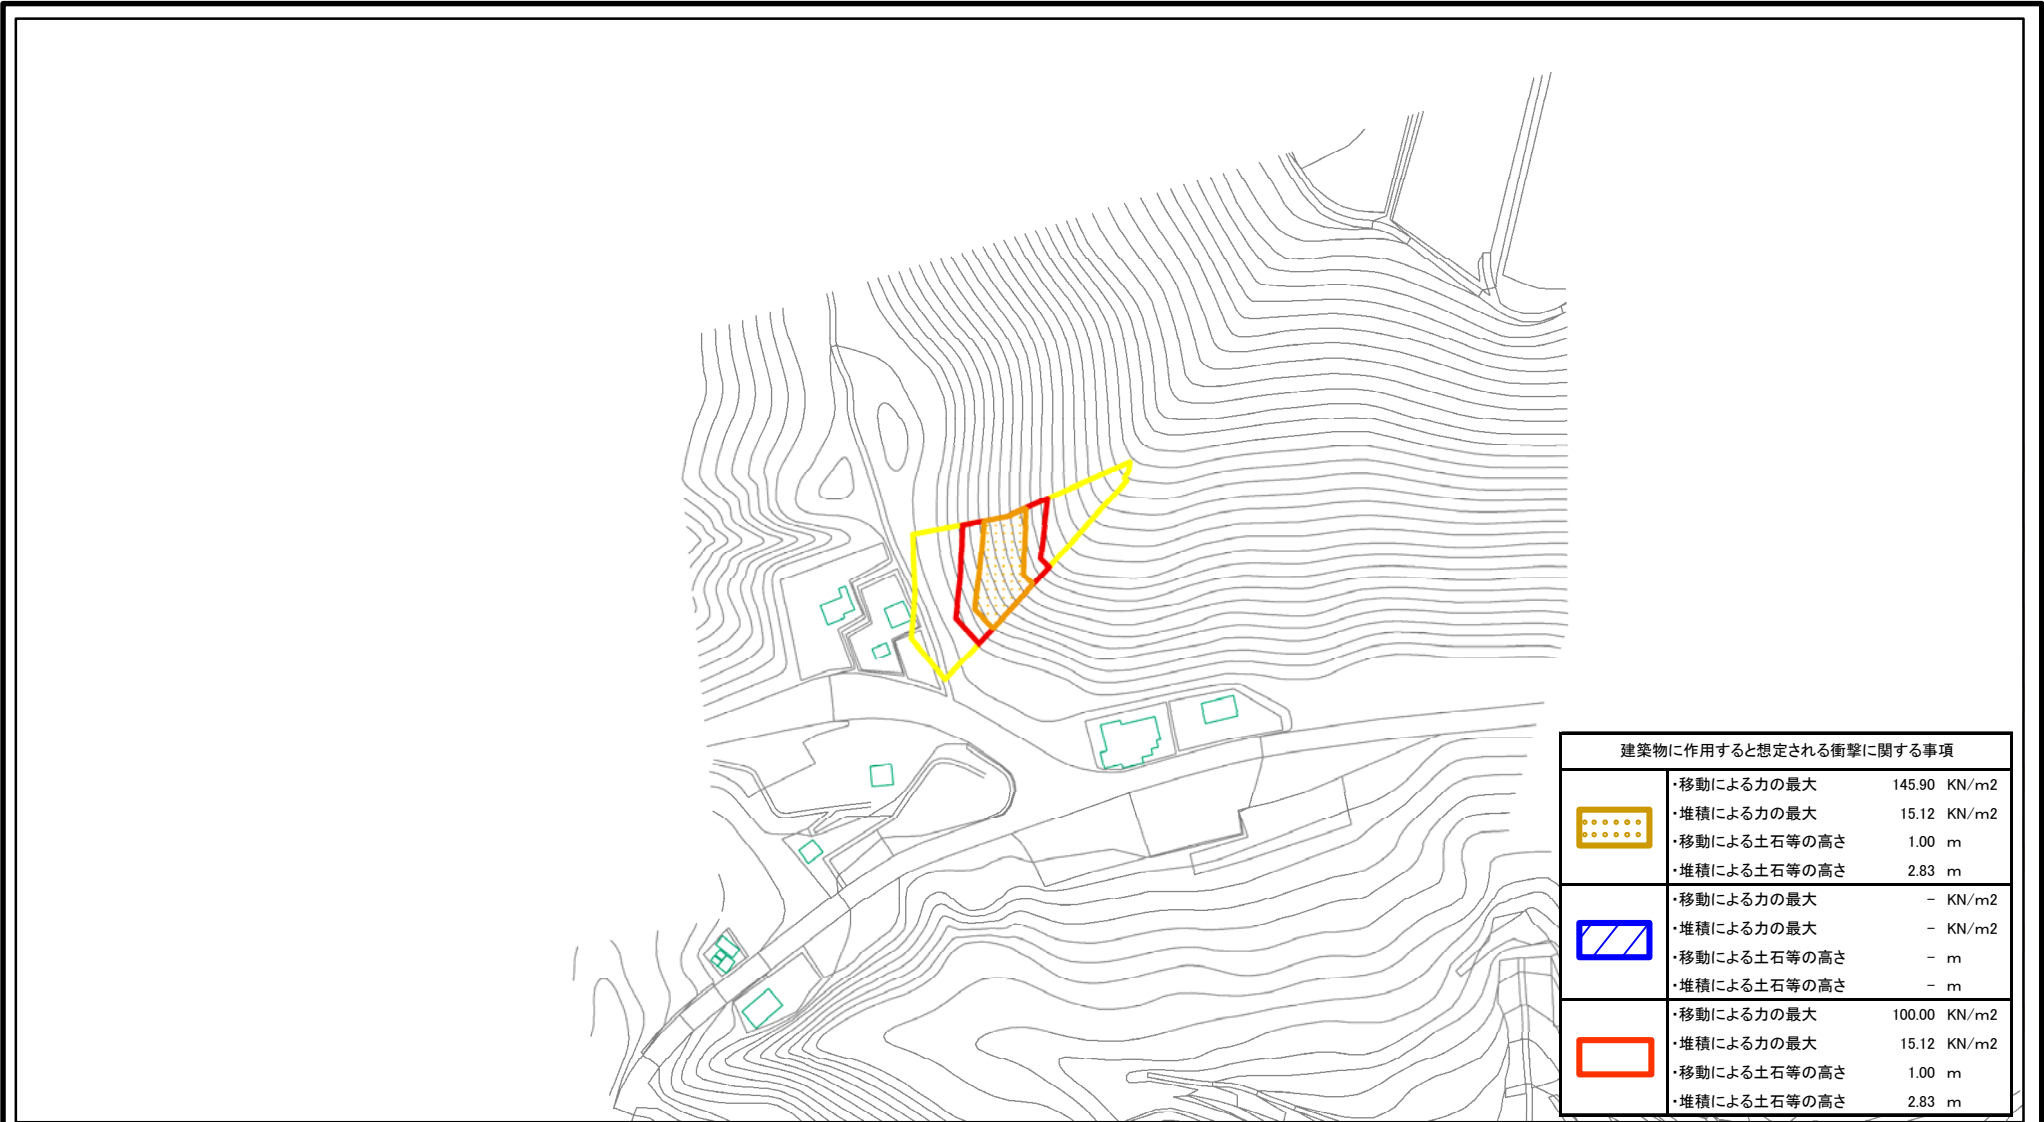 建築物に作用すると想定される衝撃に関する事項
・移動による力の最大 145.90 KN/m2
・堆積による力の最大 15.12 KN/m2
・移動による土石等の高さ 1.00 m
・堆積による土石等の高さ 2.83 m
・移動による力の最大 － KN/m2
・堆積による力の最大 － KN/m2
・移動による土石等の高さ － m
・堆積による土石等の高さ － m
・移動による力の最大 100.00 KN/m2
・堆積による力の最大 15.12 KN/m2
・移動による土石等の高さ 1.00 m
・堆積による土石等の高さ 2.83 m